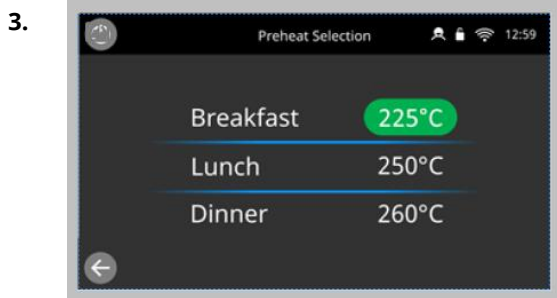 3.
Preheat Selection 12:59
Breakfast 225°C
Lunch 250°C
Dinner 260°C